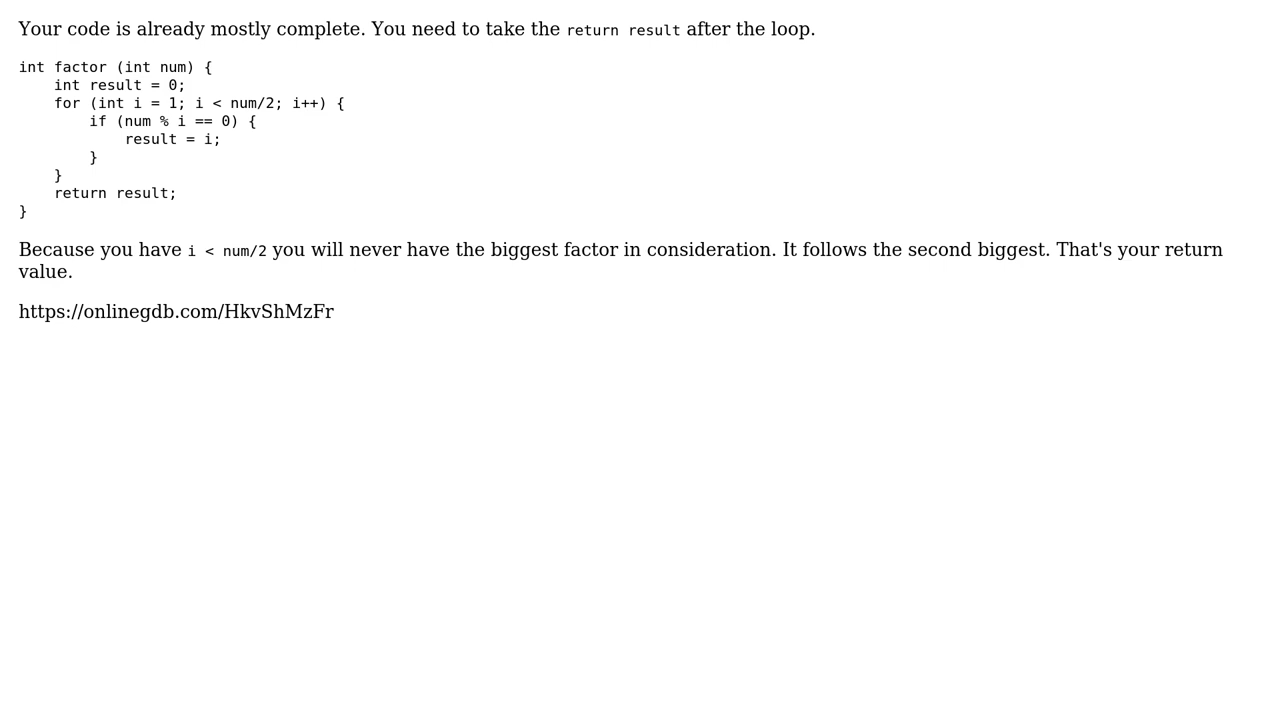 Your code is already mostly complete. You need to take the return result after the loop.
int factor (int num) {
    int result = 0;
    for (int i = 1; i < num/2; i++) {
        if (num % i == 0) {
            result = i;
        }
    }
    return result;
}
Because you have i < num/2 you will never have the biggest factor in consideration. It follows the second biggest. That's your return
value.
https://onlinegdb.com/HkvShMzFr